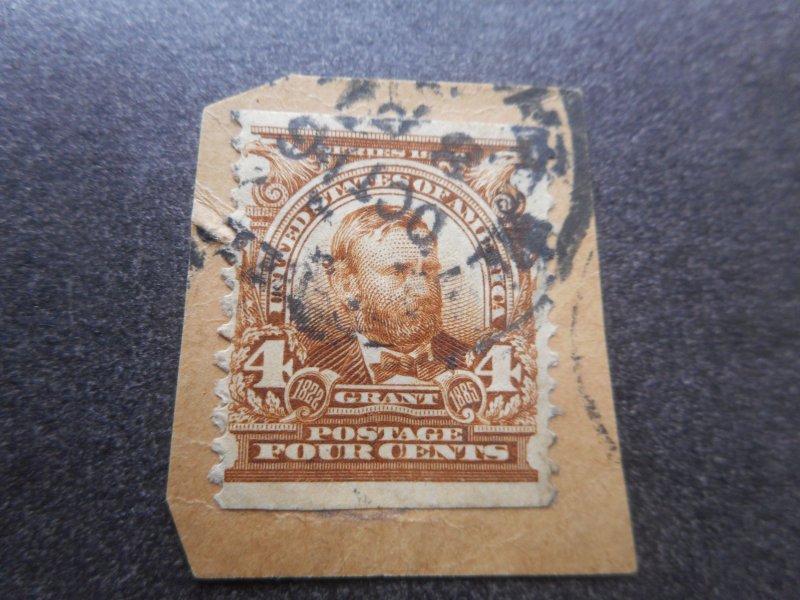 UNITED STATES OF AMERICA
4 4
1822 GRANT 1885
POSTAGE
FOUR CENTS